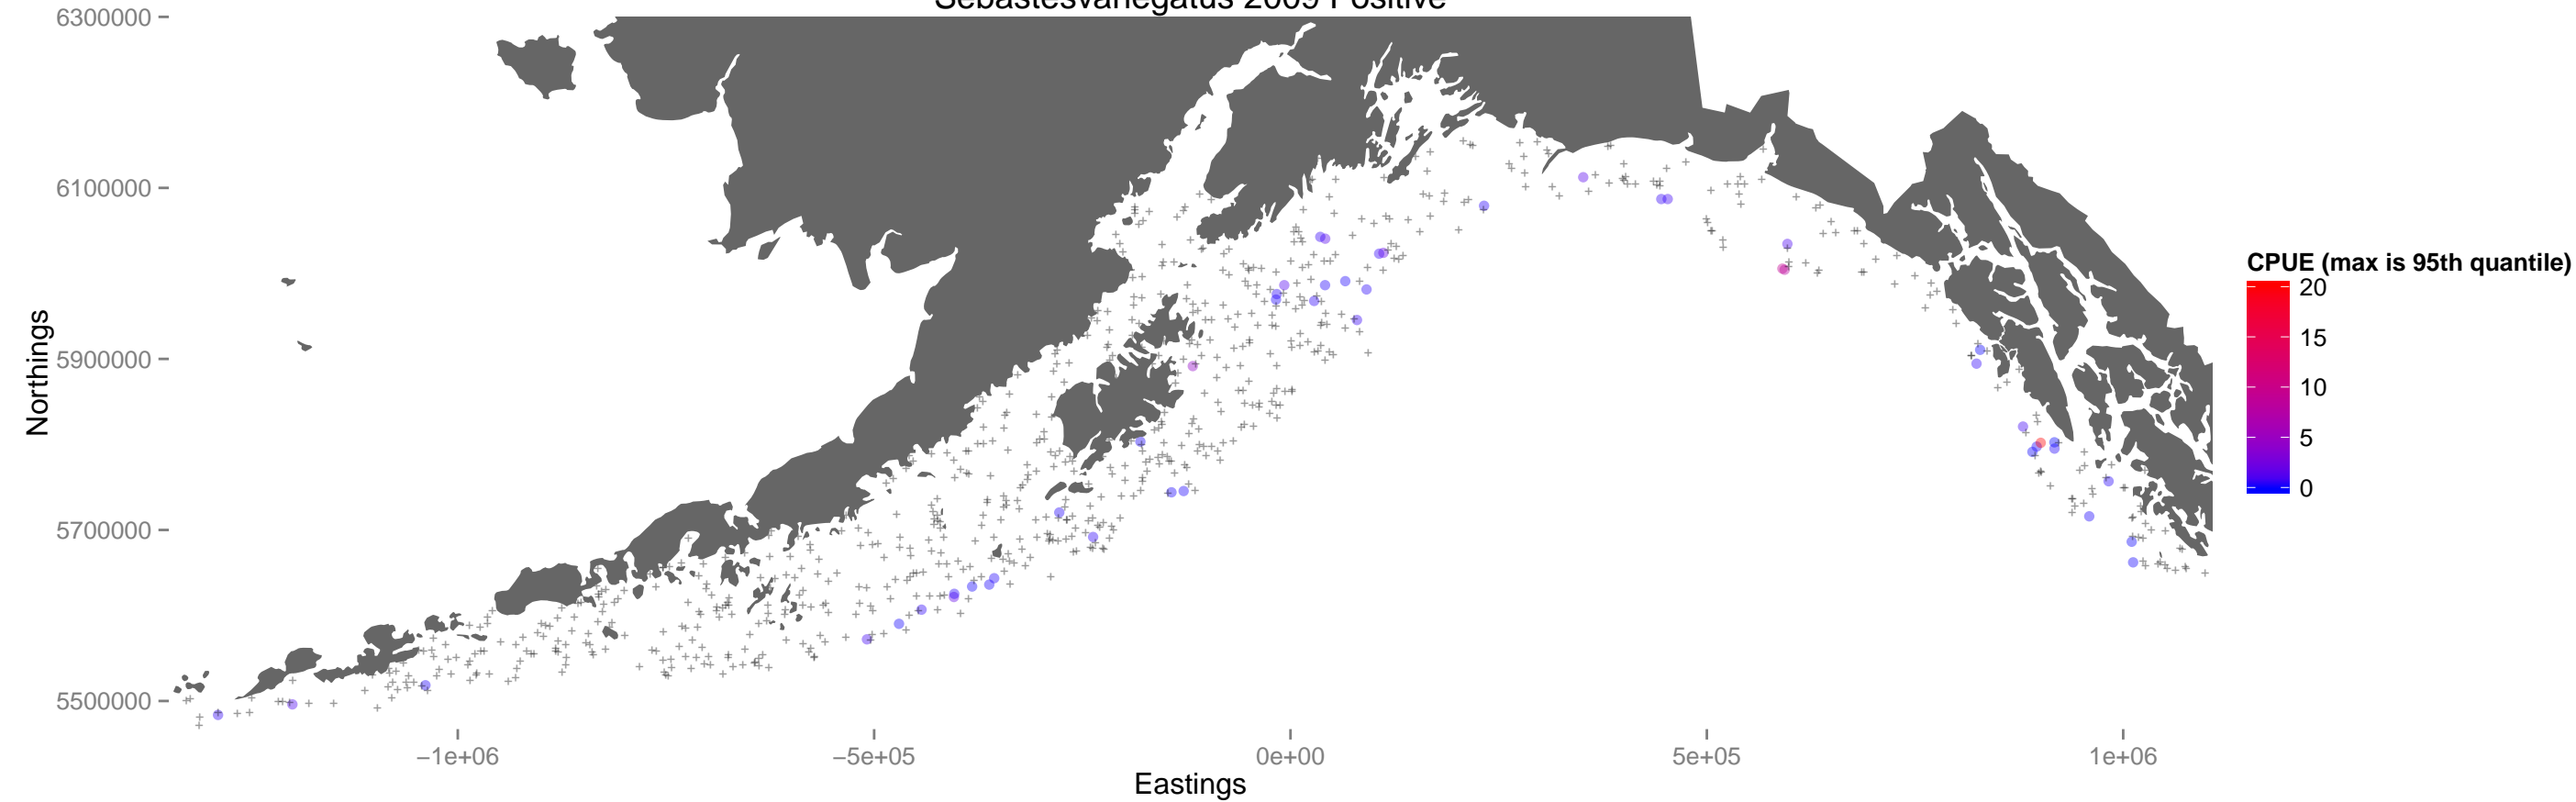 Sebastesvariegatus 2009 Positive
6300000
6100000
5900000
5700000
5500000
Northings
−1e+06
−5e+05
0e+00
5e+05
1e+06
Eastings
CPUE (max is 95th quantile)
20
15
10
5
0